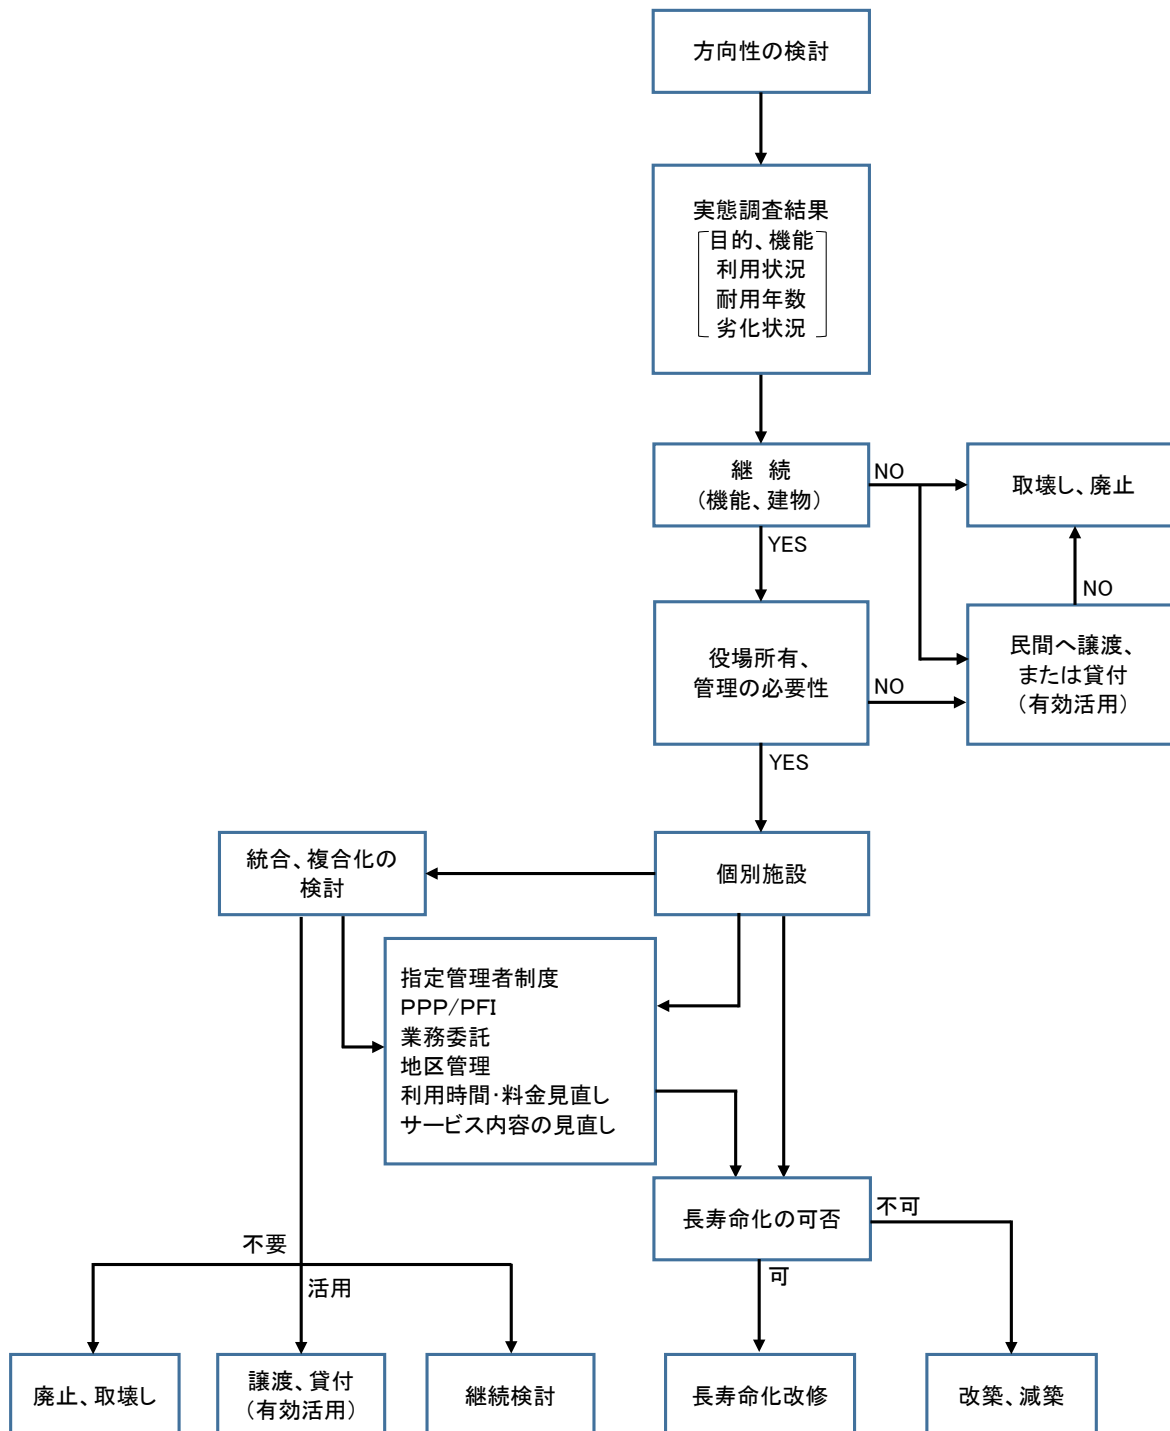 方向性の検討
実態調査結果
目的、機能
利用状況
耐用年数
劣化状況
継 続
（機能、建物）
NO
取壊し、廃止
YES
NO
役場所有、
管理の必要性
NO
民間へ譲渡、
または貸付
（有効活用）
YES
統合、複合化の
検討
個別施設
指定管理者制度
PPP/PFI
業務委託
地区管理
利用時間・料金見直し
サービス内容の見直し
長寿命化の可否
不可
不要
活用
可
廃止、取壊し
譲渡、貸付
（有効活用）
継続検討
長寿命化改修
改築、減築